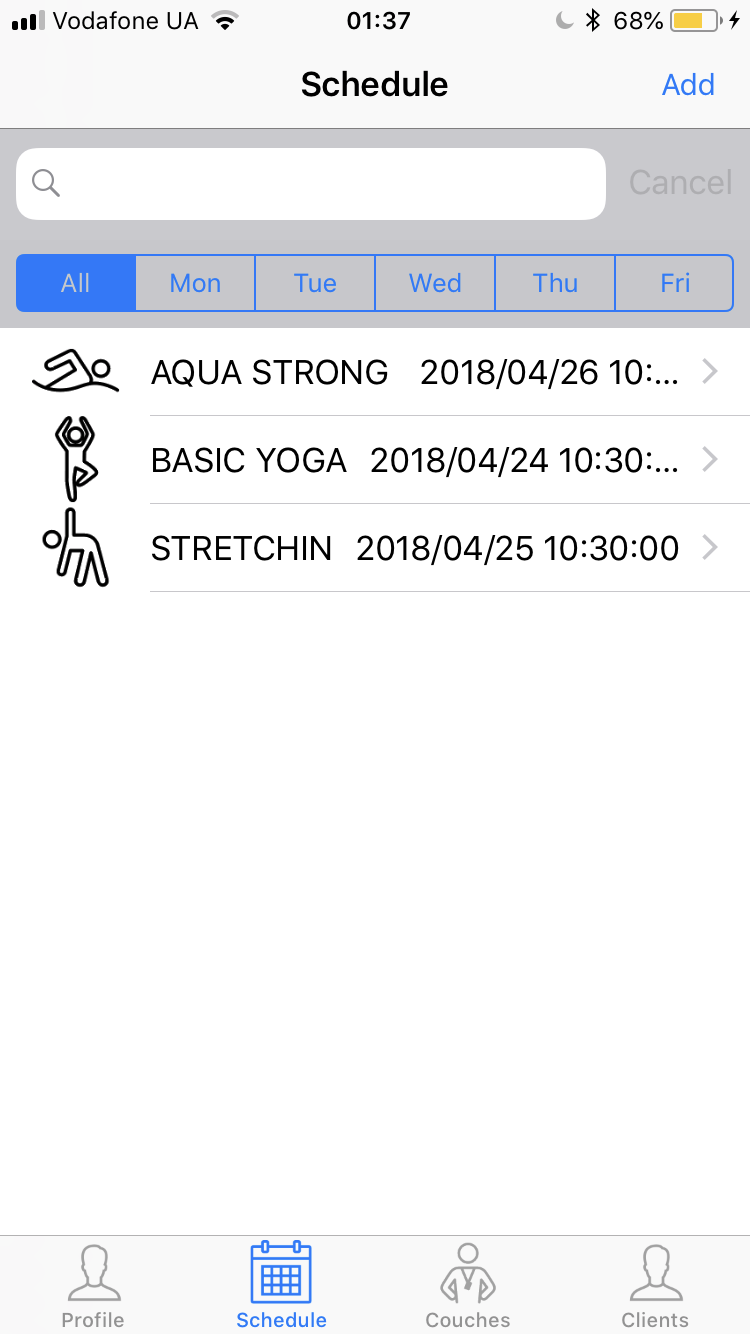 Vodafone UA 01:37 68%
Schedule Add
Cancel
All Mon Tue Wed Thu Fri
AQUA STRONG 2018/04/26 10:...
BASIC YOGA 2018/04/24 10:30:...
STRETCHIN 2018/04/25 10:30:00
Profile Schedule Couches Clients